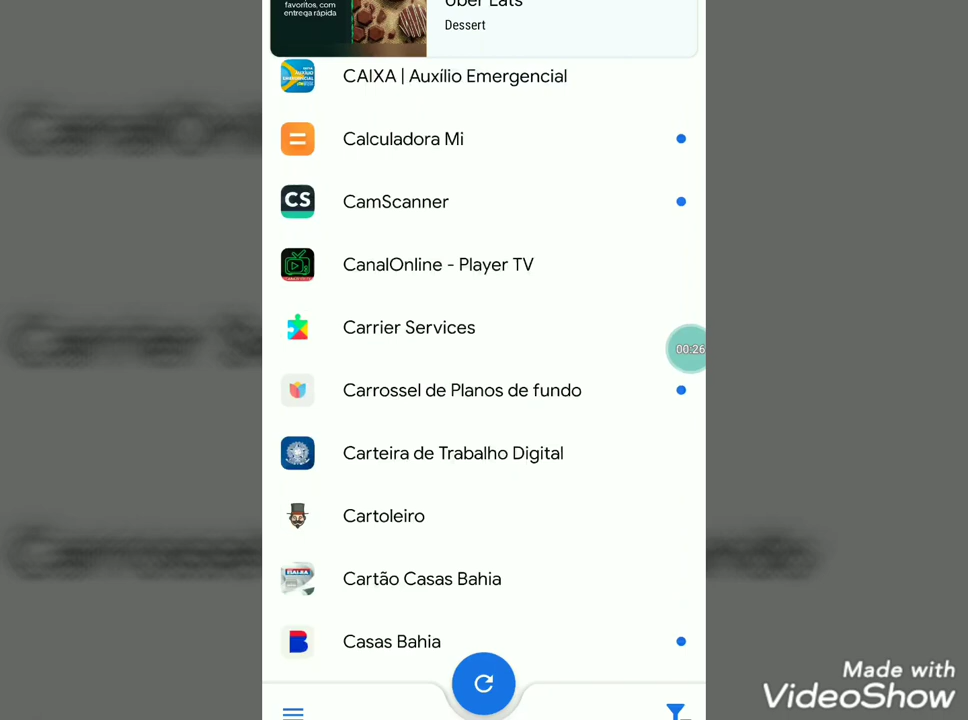 favoritos, com
entrega rápida
Uber Eats
Dessert
CAIXA | Auxílio Emergencial
Calculadora Mi
CS
CamScanner
CanalOnline - Player TV
Carrier Services
00:26
Carrossel de Planos de fundo
Carteira de Trabalho Digital
Cartoleiro
Cartão Casas Bahia
Casas Bahia
Made with
VideoShow